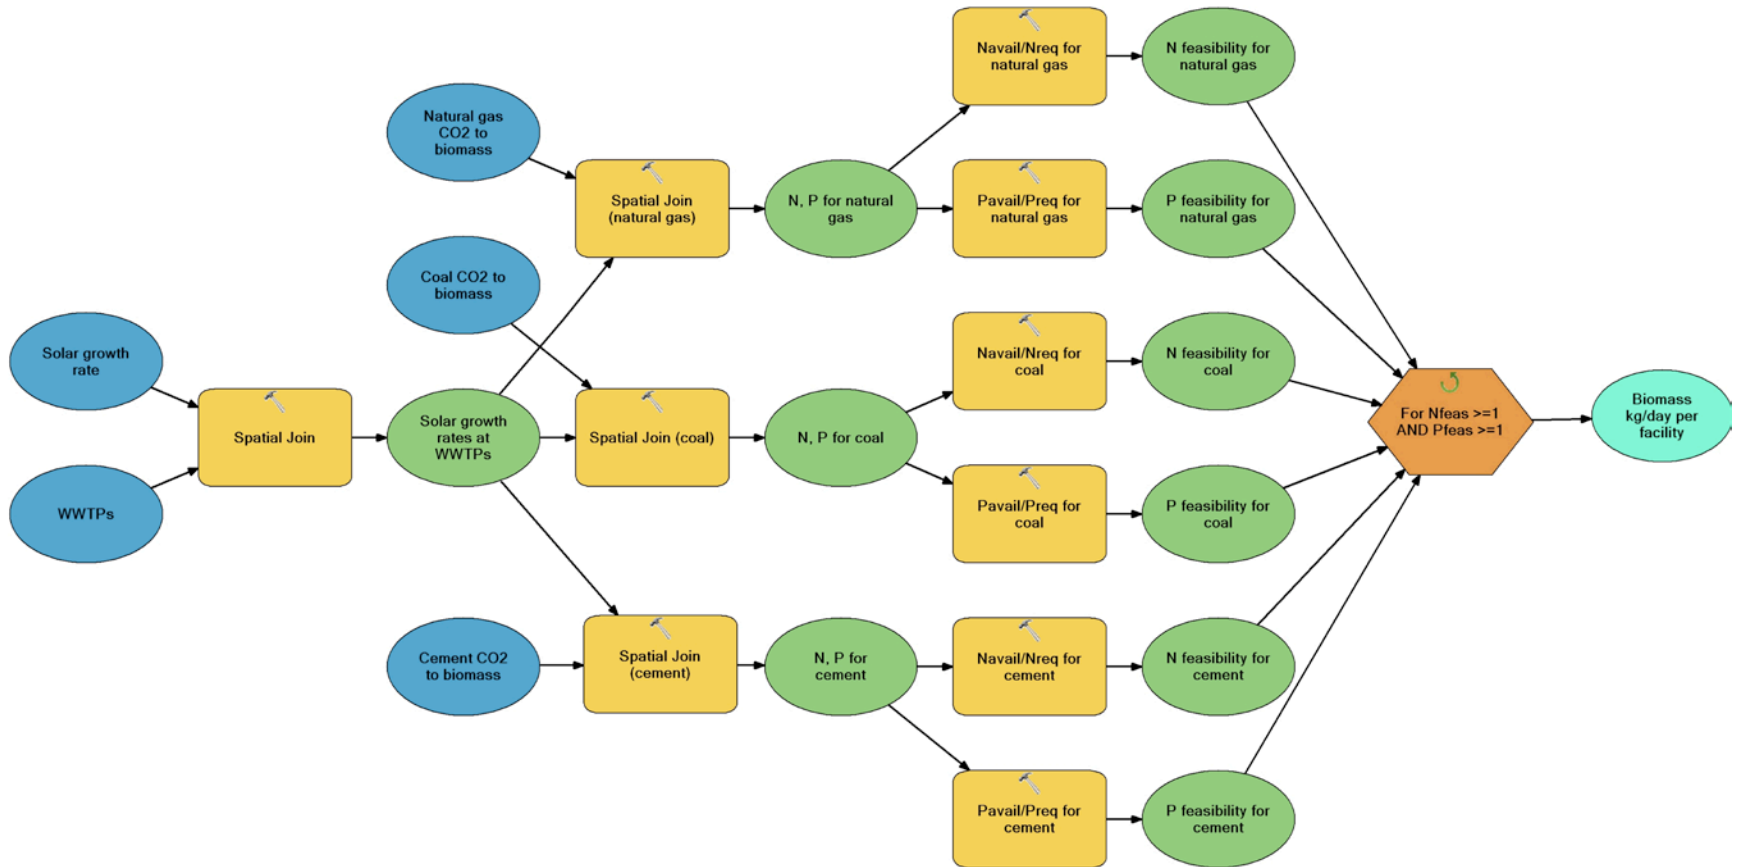 Solar growth
rate
WWTPs
Spatial Join
Natural gas
CO2 to
biomass
Coal CO2 to
biomass
Solar growth
rates at
WWTPs
Cement CO2
to biomass
Spatial Join
(natural gas)
Spatial Join (coal)
Spatial Join
(cement)
N, P for natural
gas
N, P for coal
N, P for
cement
Navail/Nreq for
natural gas
Pavail/Preq for
natural gas
Navail/Nreq for
coal
Pavail/Preq for
coal
Navail/Nreq for
cement
Pavail/Preq for
cement
N feasibility for
natural gas
P feasibility for
natural gas
N feasibility for
coal
P feasibility for
coal
N feasibility for
cement
P feasibility for
cement
For Nfeas >=1
AND Pfeas >=1
Biomass
kg/day per
facility